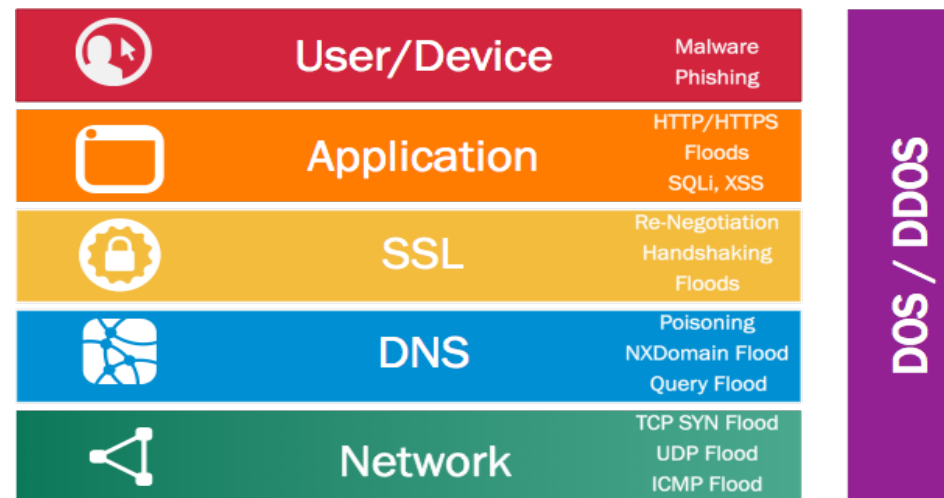 User/Device
Malware
Phishing
Application
HTTP/HTTPS
Floods
SQLi, XSS
SSL
Re-Negotiation
Handshaking
Floods
DNS
Poisoning
NXDomain Flood
Query Flood
Network
TCP SYN Flood
UDP Flood
ICMP Flood
DOS / DDOS